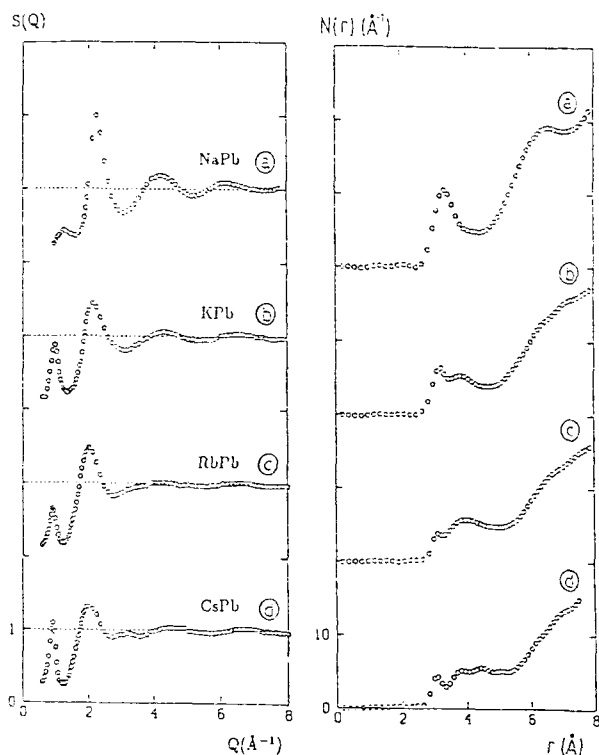 S(Q)
NaPb ⓐ
KPb ⓑ
RbPb ⓒ
CsPb ⓓ
1
0
0 2 4 6 8
Q(Å⁻¹)
N(r) (Å⁻¹)
ⓐ
ⓑ
ⓒ
ⓓ
10
0
0 2 4 6 8
r (Å)